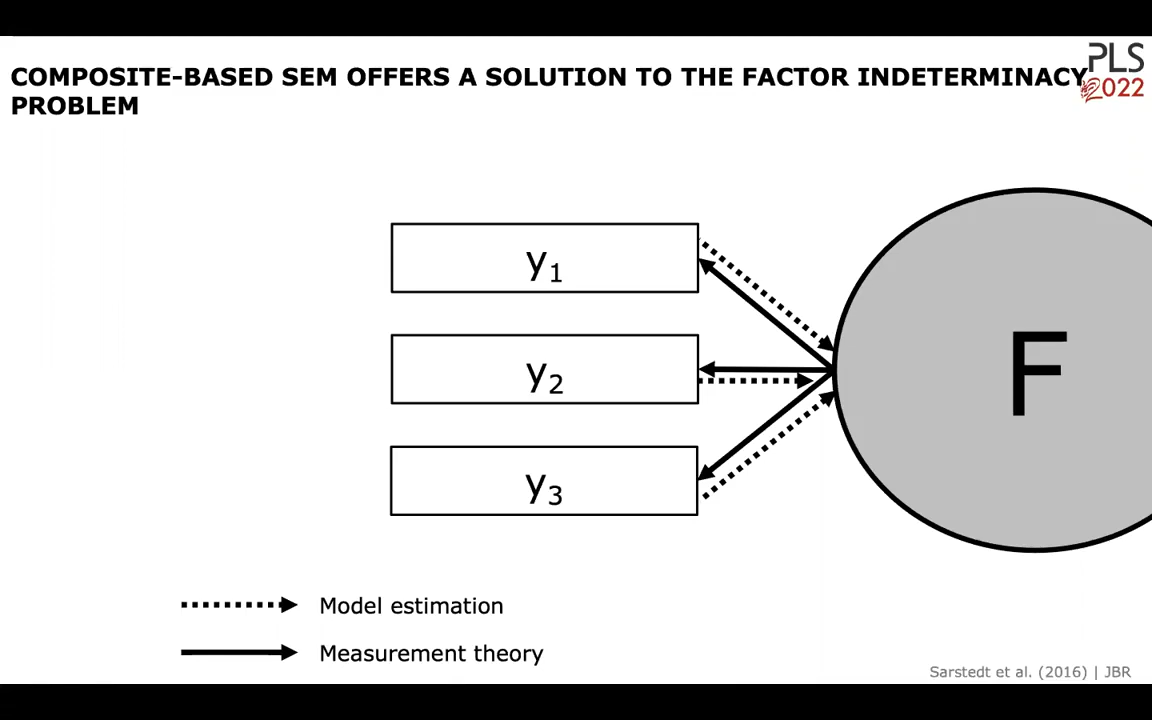 COMPOSITE-BASED SEM OFFERS A SOLUTION TO THE FACTOR INDETERMINACY
PROBLEM
PLS
2022
y1
y2
y3
F
Model estimation
Measurement theory
Sarstedt et al. (2016) | JBR